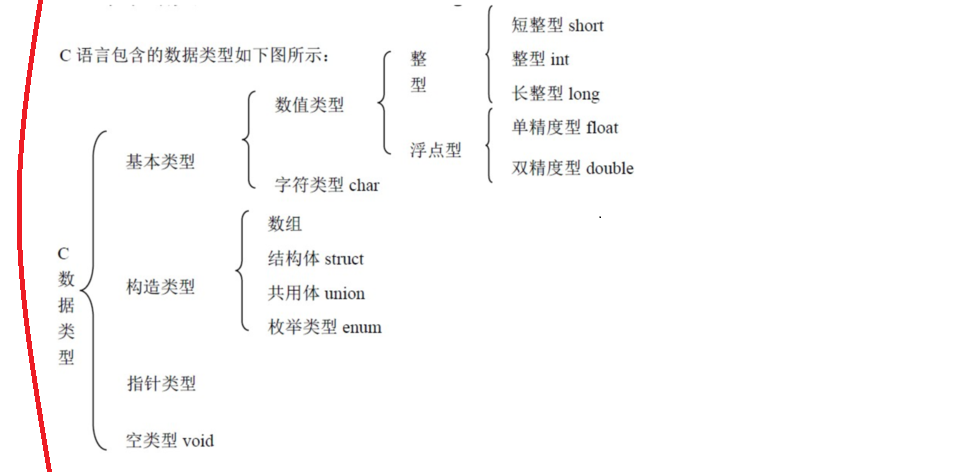 C 语言包含的数据类型如下图所示：
短整型 short
整型 int
长整型 long
整型
数值类型
单精度型 float
浮点型
双精度型 double
基本类型
字符类型 char
数组
结构体 struct
共用体 union
枚举类型 enum
构造类型
C数据类型
指针类型
空类型 void